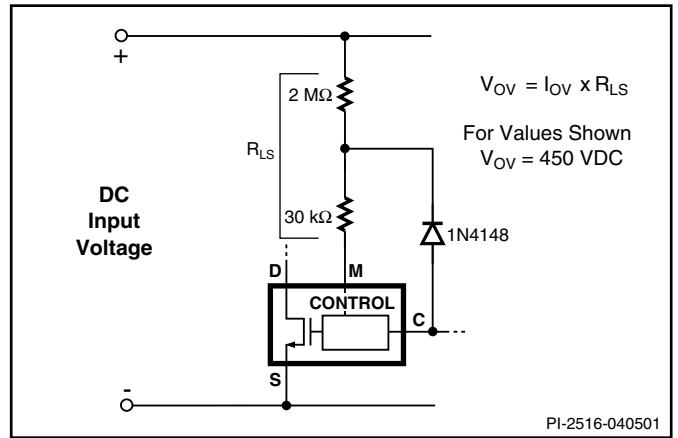 +
2 MΩ
R_LS
30 kΩ
V_OV = I_OV x R_LS
For Values Shown
V_OV = 450 VDC
DC
Input
Voltage
1N4148
D
M
CONTROL
C
S
-
PI-2516-040501